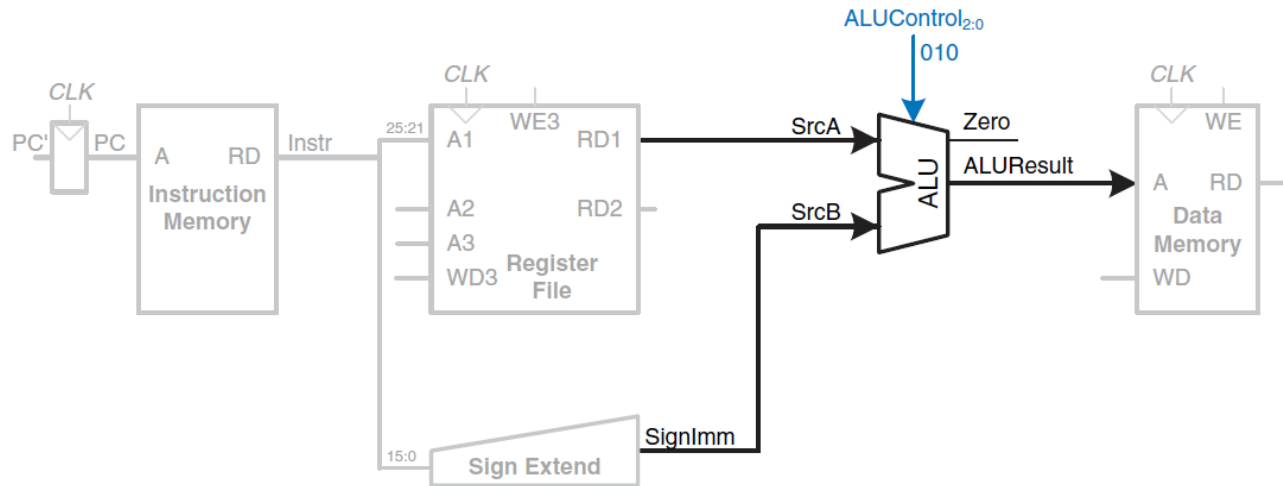 ALUControl2:0
010
CLK
CLK
CLK
PC'
PC
A
RD
Instruction
Memory
Instr
25:21
A1
WE3
RD1
A2
RD2
A3
WD3
Register
File
SrcA
SrcB
ALU
Zero
ALUResult
WE
A
RD
Data
Memory
WD
15:0
Sign Extend
SignImm